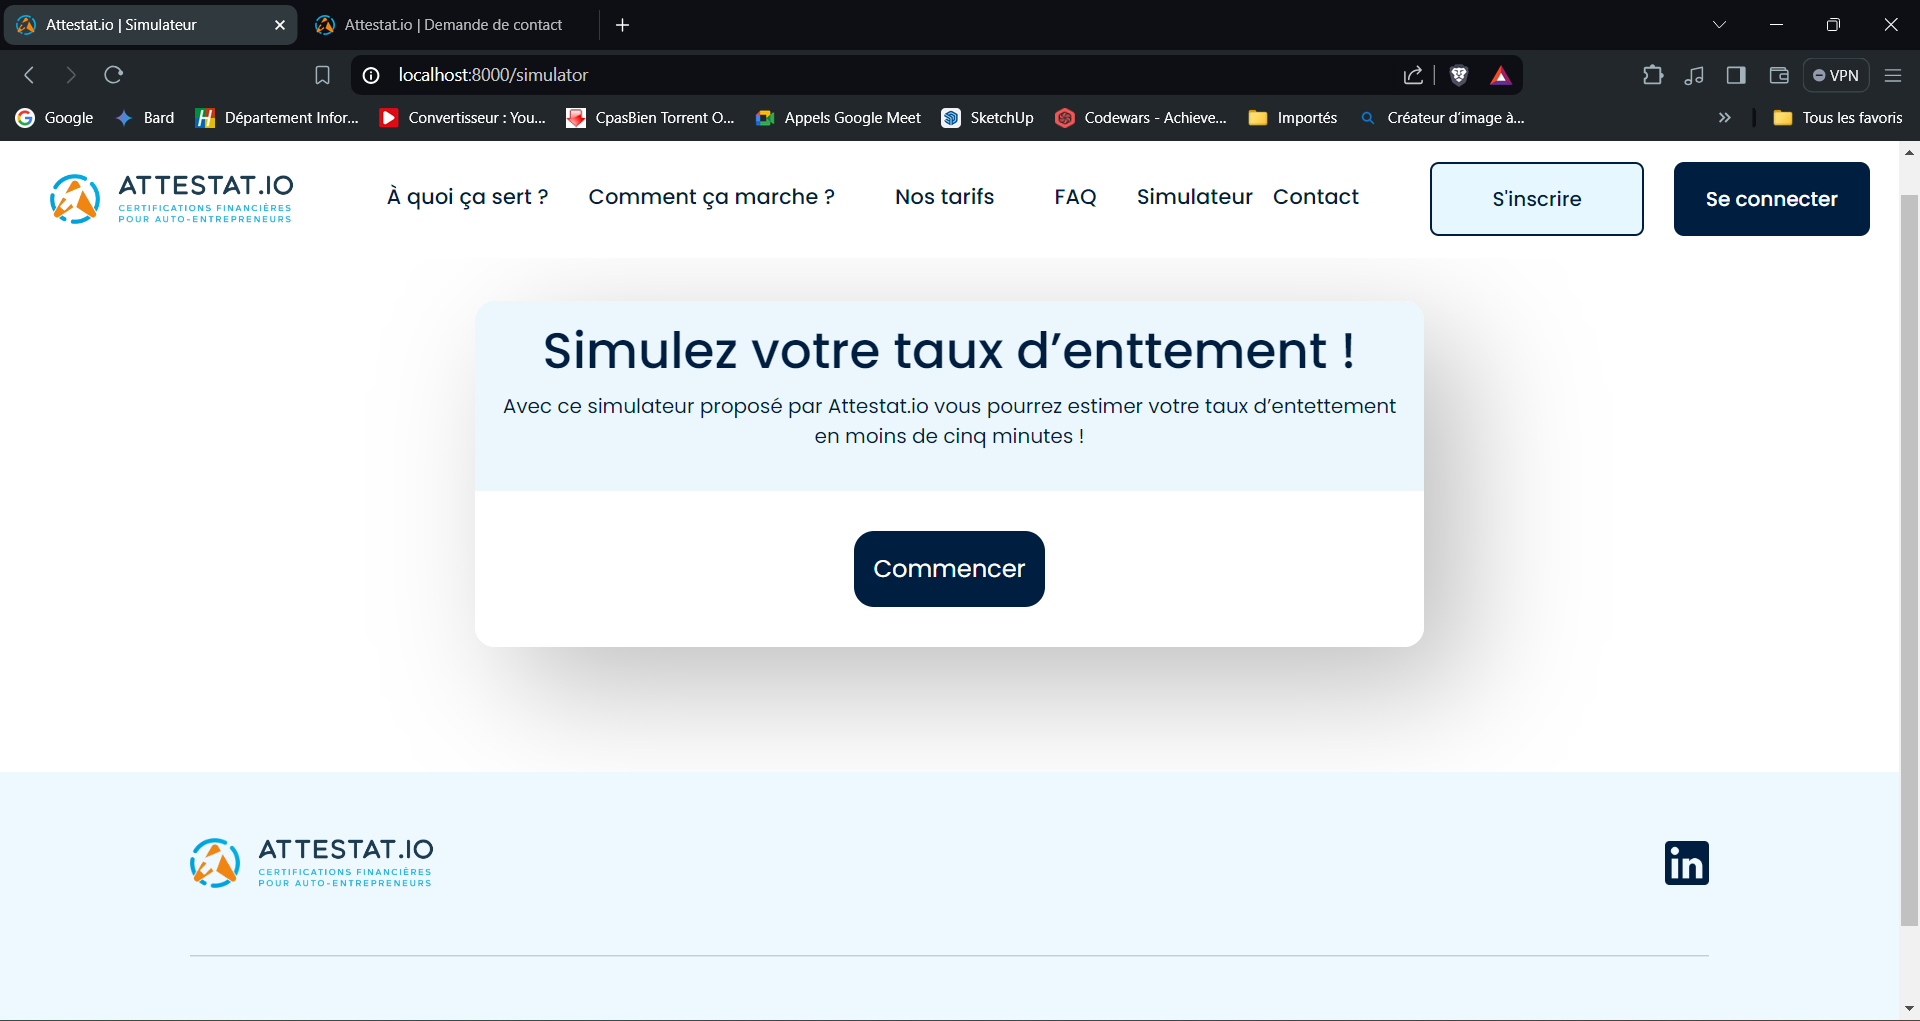 Attestat.io | Simulateur
Attestat.io | Demande de contact
localhost:8000/simulator
VPN
Google
Bard
Département Infor...
Convertisseur : You...
CpasBien Torrent O...
Appels Google Meet
SketchUp
Codewars - Achieve...
Importés
Créateur d'image à...
Tous les favoris
ATTESTAT.IO
CERTIFICATIONS FINANCIÈRES
POUR AUTO-ENTREPRENEURS
À quoi ça sert ?
Comment ça marche ?
Nos tarifs
FAQ
Simulateur
Contact
S'inscrire
Se connecter
Simulez votre taux d’enttement !
Avec ce simulateur proposé par Attestat.io vous pourrez estimer votre taux d’entettement
en moins de cinq minutes !
Commencer
ATTESTAT.IO
CERTIFICATIONS FINANCIÈRES
POUR AUTO-ENTREPRENEURS
in